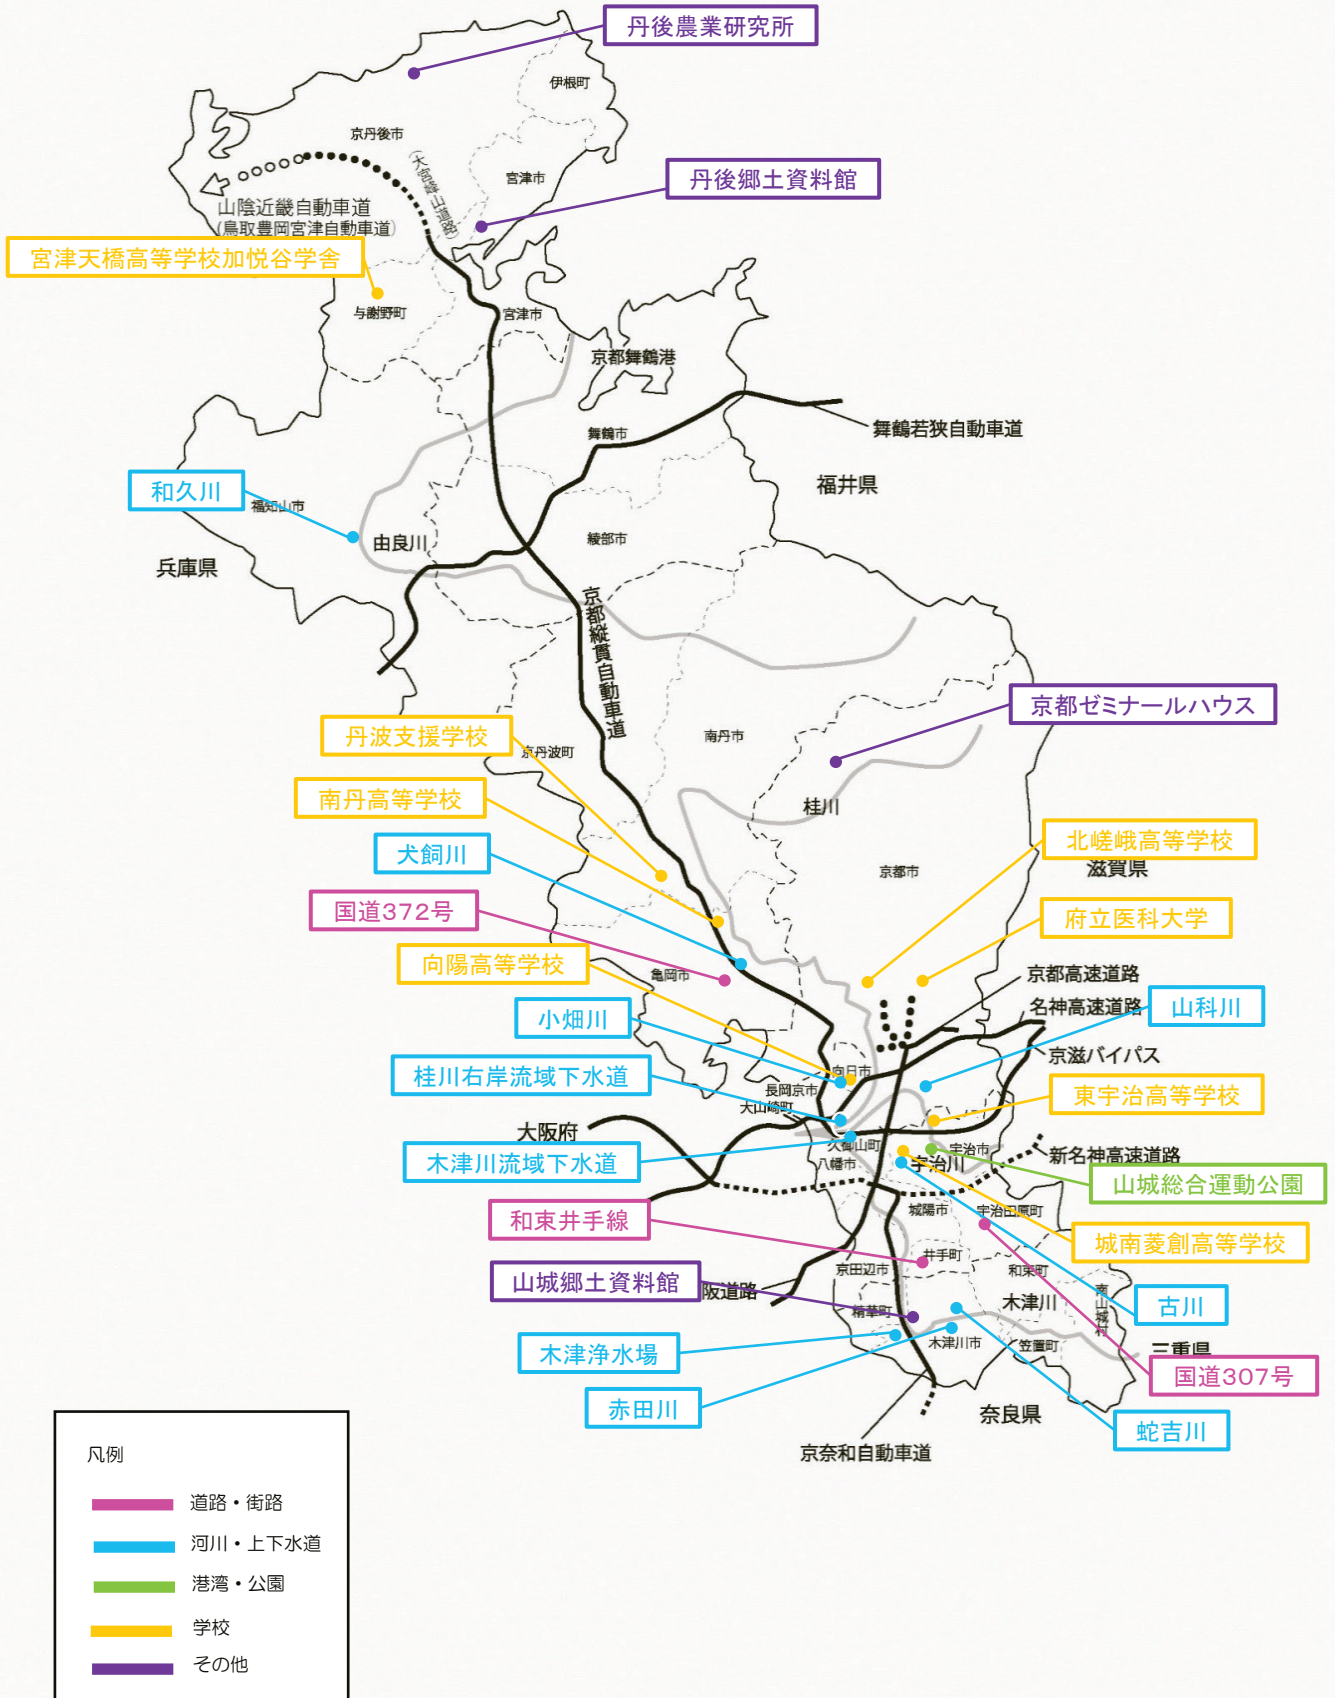 丹後農業研究所
伊根町
京丹後市
(大宮峰山道路)
丹後郷土資料館
宮津市
山陰近畿自動車道
(鳥取豊岡宮津自動車道)
宮津天橋高等学校加悦谷学舎
与謝野町
宮津市
京都舞鶴港
舞鶴若狭自動車道
舞鶴市
和久川
福知山市
福井県
由良川
綾部市
兵庫県
京都縦貫自動車道
京都ゼミナールハウス
丹波支援学校
南丹市
京丹波町
南丹高等学校
桂川
北嵯峨高等学校
犬飼川
滋賀県
京都市
国道372号
府立医科大学
向陽高等学校
亀岡市
京都高速道路
名神高速道路
山科川
小畑川
京滋バイパス
桂川右岸流域下水道
向日市
長岡京市
東宇治高等学校
大山崎町
大阪府
久御山町
宇治市
新名神高速道路
木津川流域下水道
八幡市
宇治川
山城総合運動公園
和束井手線
城陽市
宇治田原町
城南菱創高等学校
井手町
京田辺市
和束町
山城郷土資料館
阪道路
精華町
木津川
南山城村
古川
木津浄水場
木津川市
笠置町
三重県
国道307号
赤田川
奈良県
蛇吉川
京奈和自動車道
凡例
道路・街路
河川・上下水道
港湾・公園
学校
その他